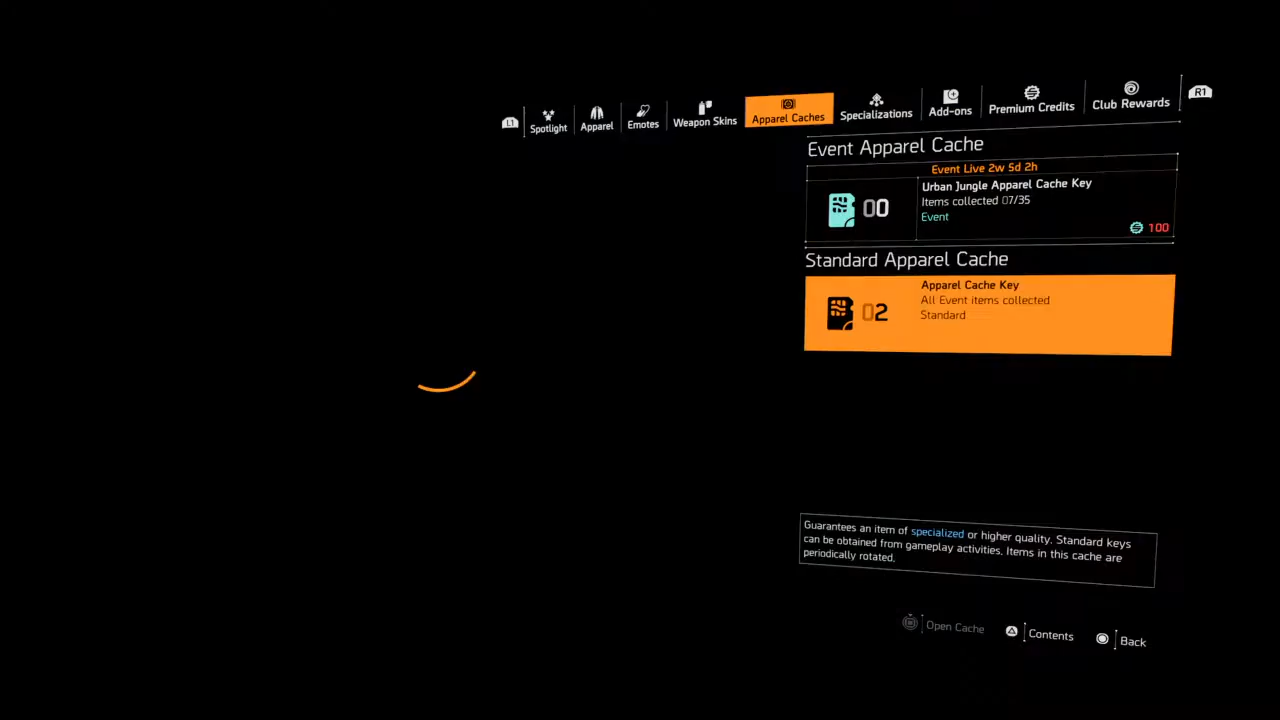 L1
Spotlight
Apparel
Emotes
Weapon Skins
Apparel Caches
Specializations
Add-ons
Premium Credits
Club Rewards
R1
Event Apparel Cache
Event Live 2w 5d 2h
00
Urban Jungle Apparel Cache Key
Items collected 07/35
Event
100
Standard Apparel Cache
02
Apparel Cache Key
All Event items collected
Standard
Guarantees an item of specialized or higher quality. Standard keys
can be obtained from gameplay activities. Items in this cache are
periodically rotated.
Open Cache
Contents
Back